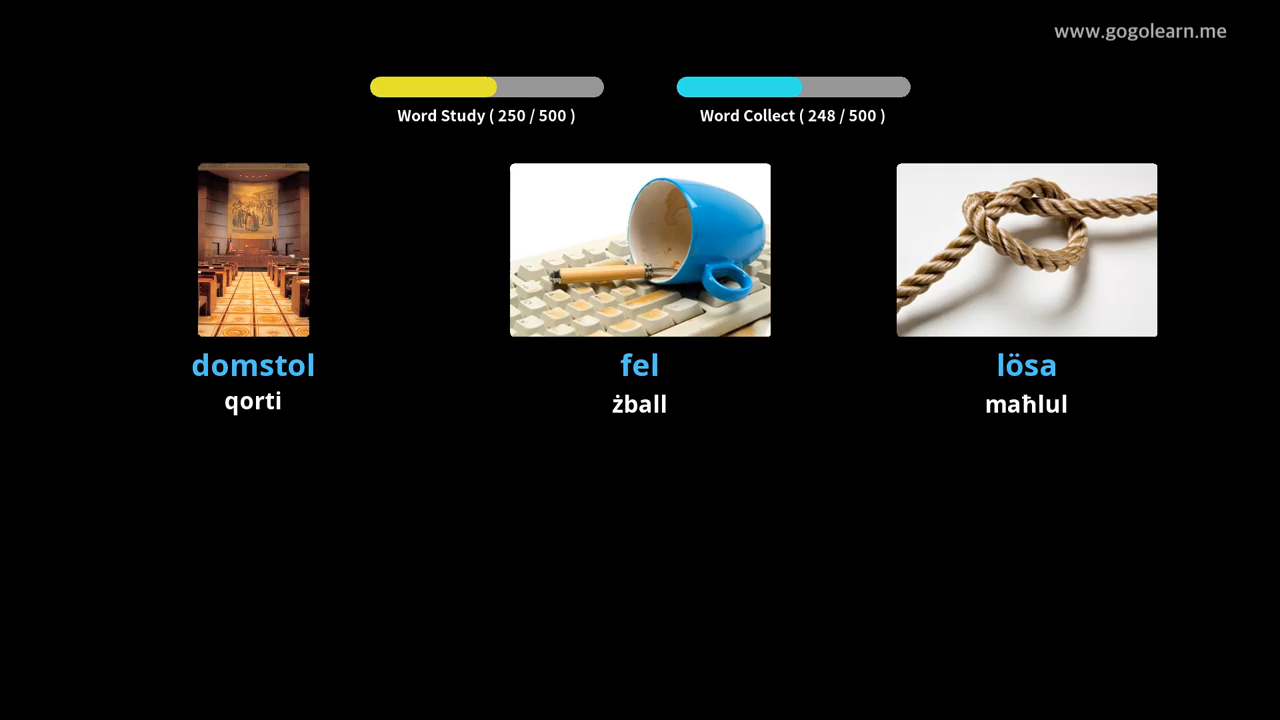 www.gogolearn.me
Word Study ( 250 / 500 )
Word Collect ( 248 / 500 )
domstol
qorti
fel
żball
lösa
maħlul